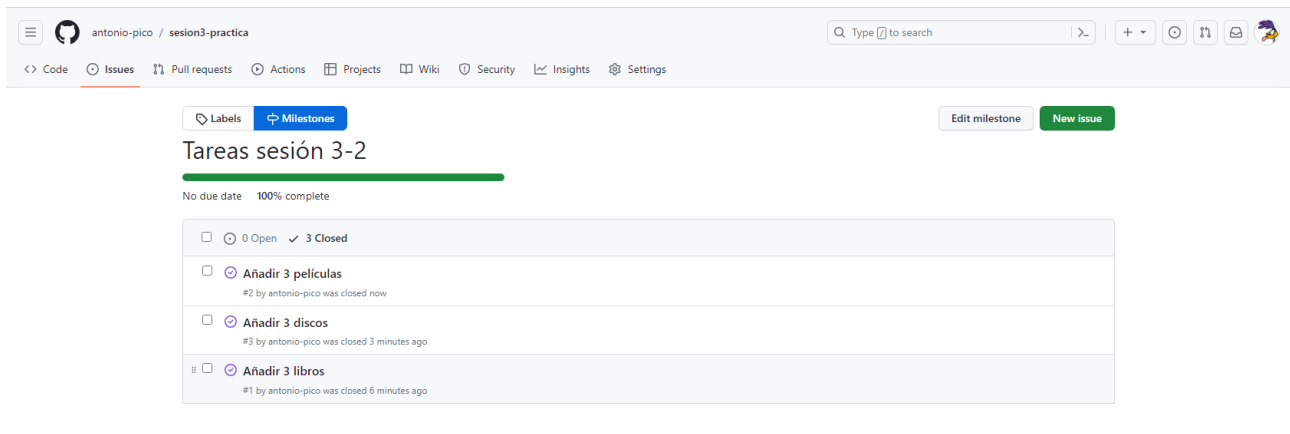 antonio-pico / sesion3-practica
Type / to search
Code Issues Pull requests Actions Projects Wiki Security Insights Settings
Labels Milestones Edit milestone New issue
Tareas sesión 3-2
No due date 100% complete
0 Open 3 Closed
Añadir 3 películas
#2 by antonio-pico was closed now
Añadir 3 discos
#3 by antonio-pico was closed 3 minutes ago
Añadir 3 libros
#1 by antonio-pico was closed 6 minutes ago